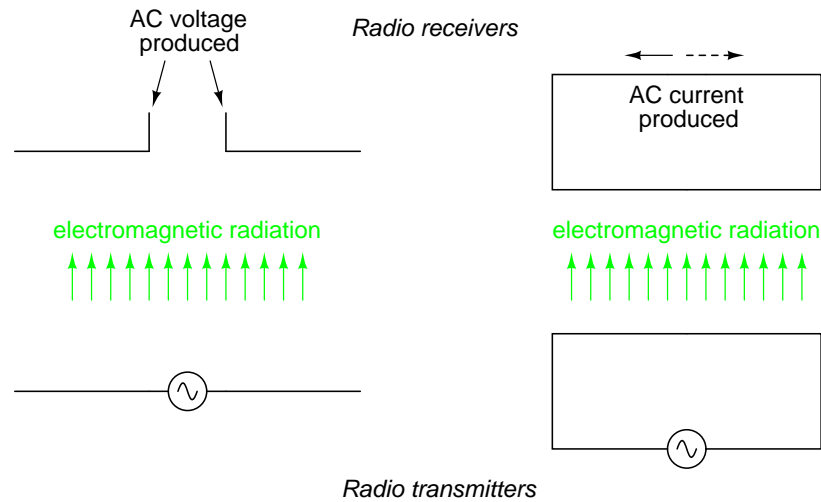 AC voltage
produced
Radio receivers
AC current
produced
electromagnetic radiation
electromagnetic radiation
Radio transmitters